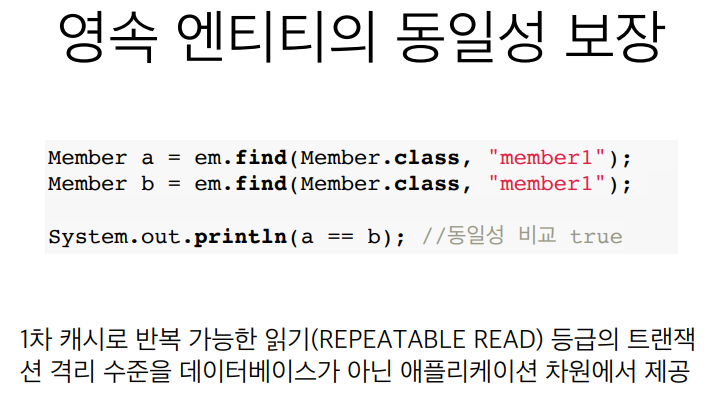 영속 엔티티의 동일성 보장
Member a = em.find(Member.class, "member1");
Member b = em.find(Member.class, "member1");
System.out.println(a == b); //동일성 비교 true
1차 캐시로 반복 가능한 읽기(REPEATABLE READ) 등급의 트랜잭
션 격리 수준을 데이터베이스가 아닌 애플리케이션 차원에서 제공